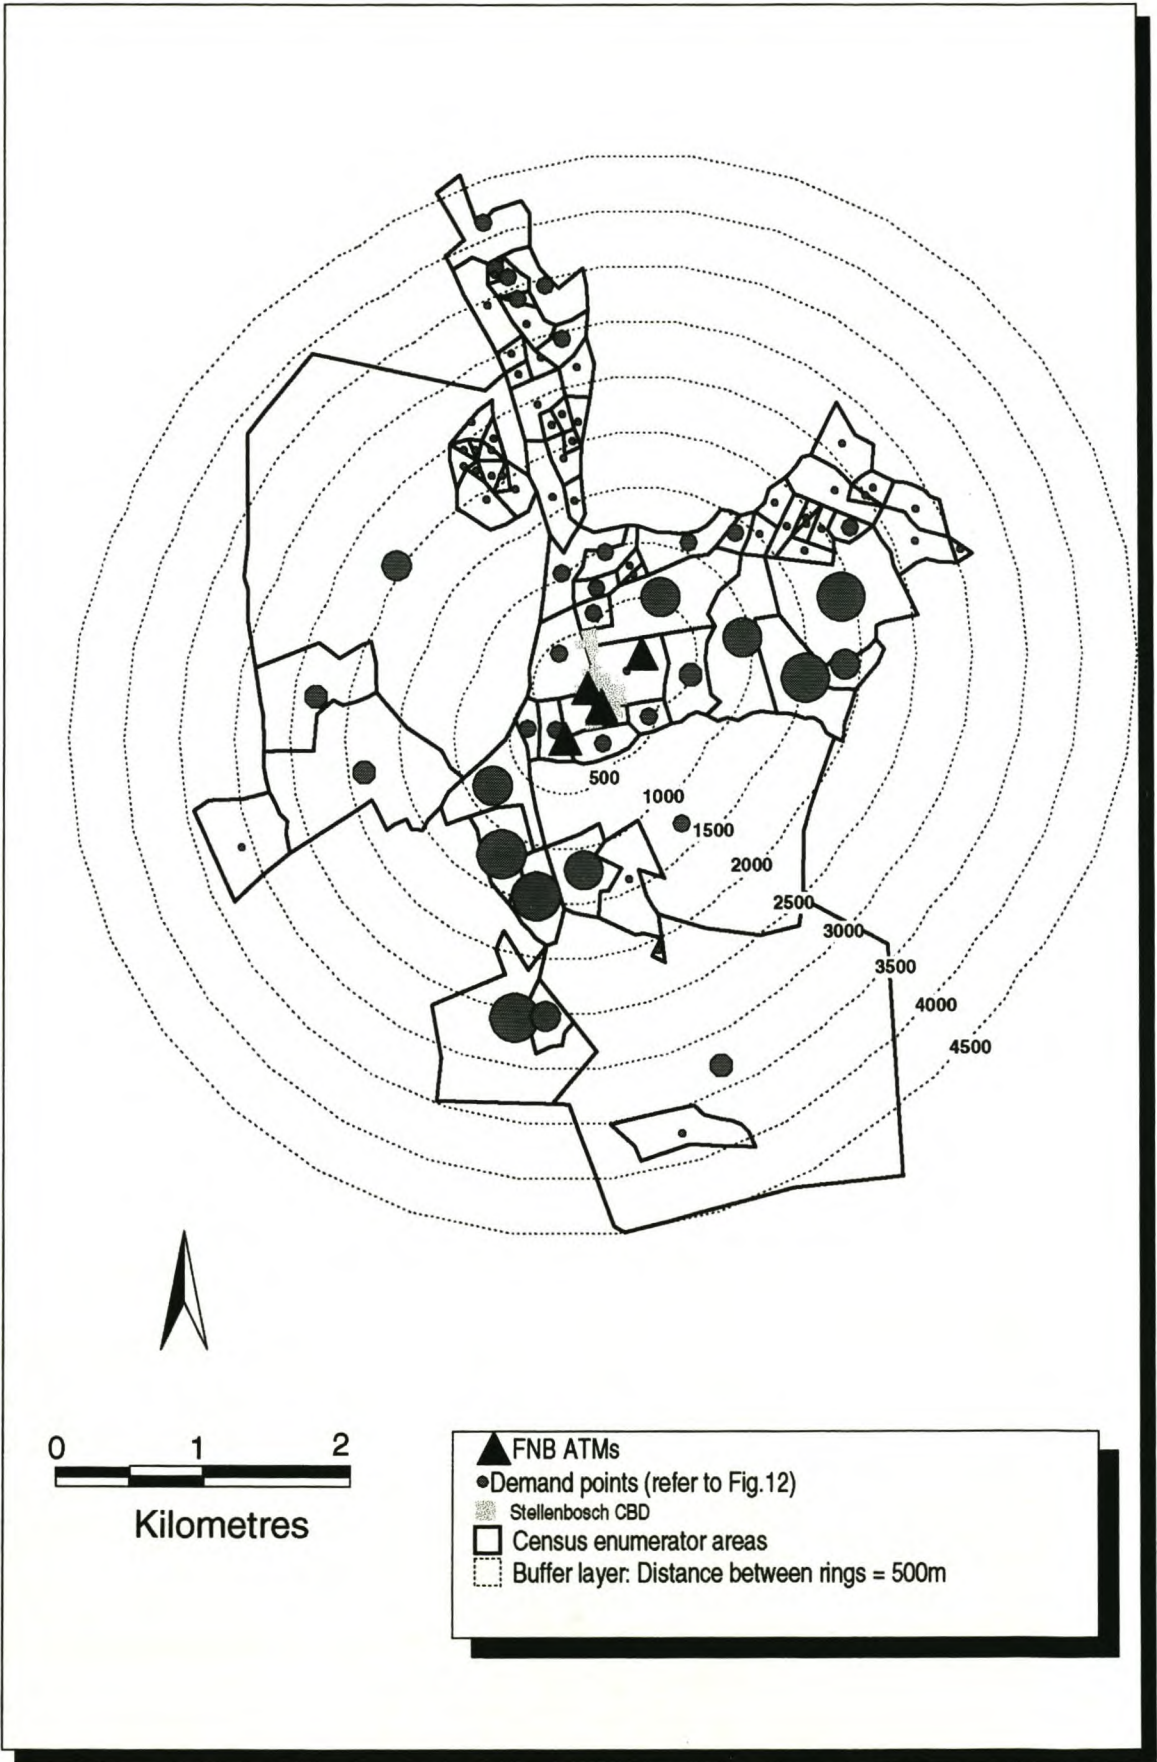 500
1000
1500
2000
2500
3000
3500
4000
4500
0 1 2
Kilometres
FNB ATMs
Demand points (refer to Fig.12)
Stellenbosch CBD
Census enumerator areas
Buffer layer: Distance between rings = 500m